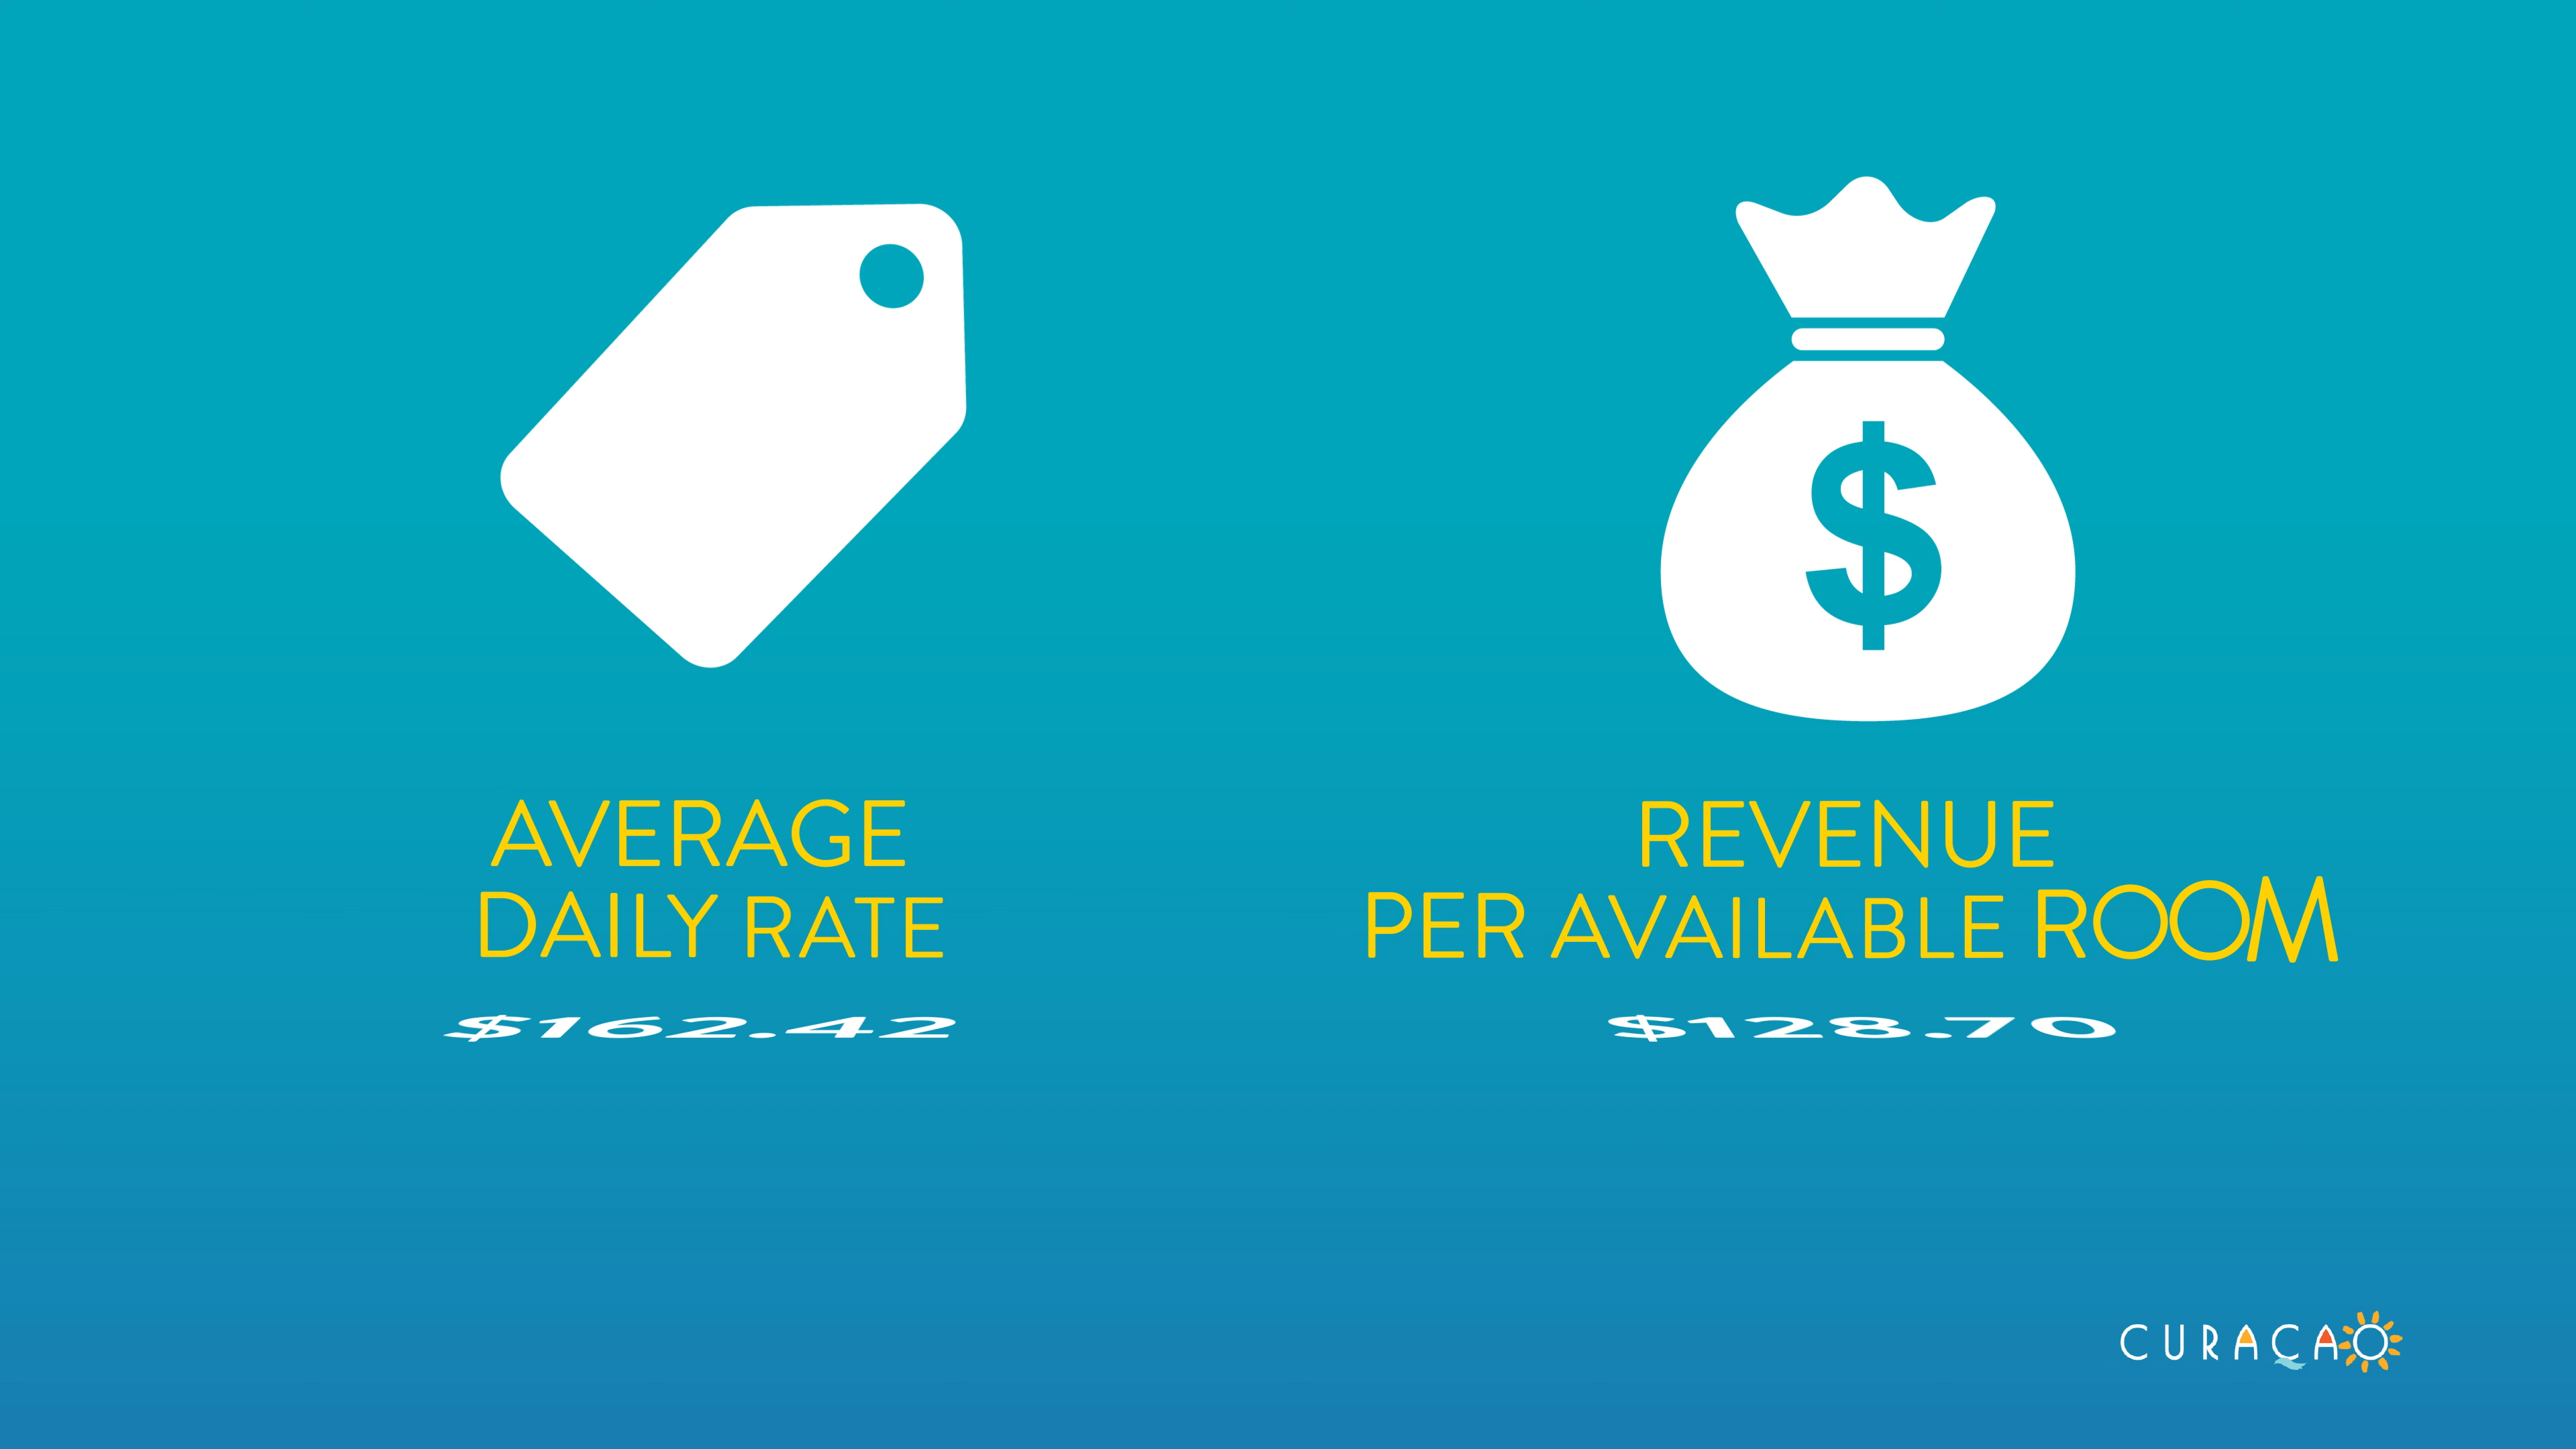 $
AVERAGE
DAILY RATE
$162.42
REVENUE
PER AVAILABLE ROOM
$128.70
CURAÇAO